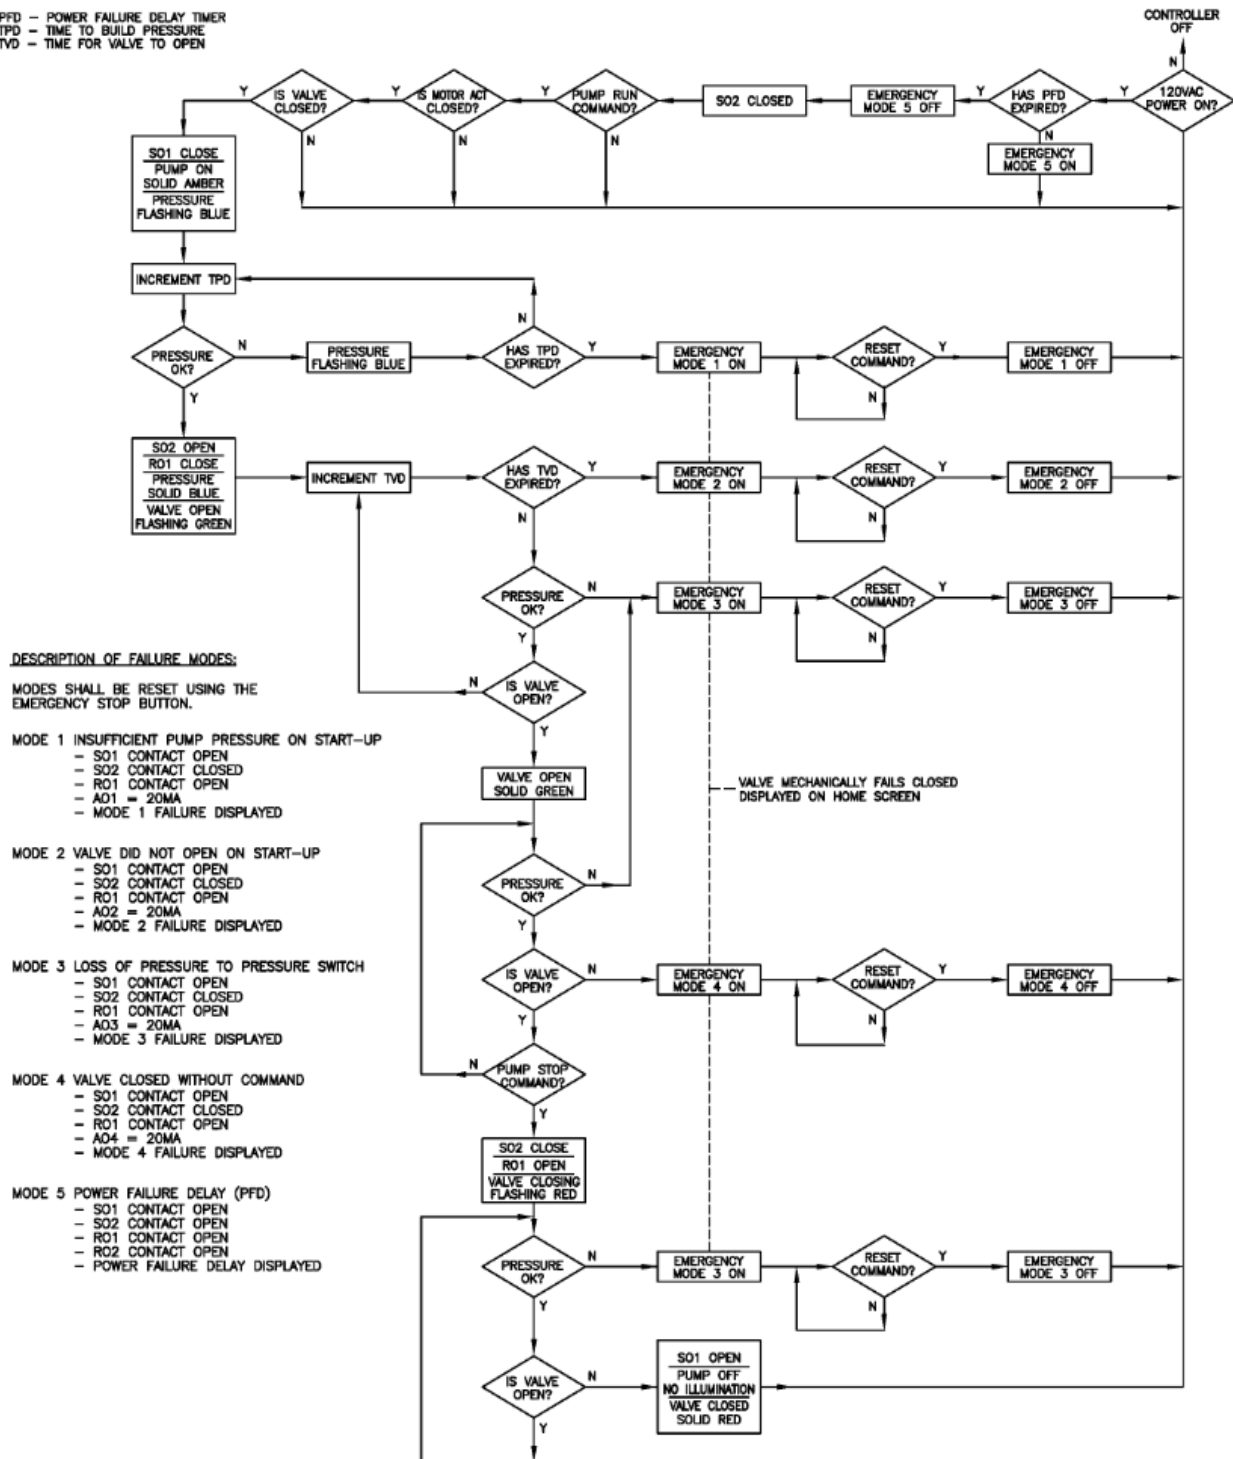 PFD – POWER FAILURE DELAY TIMER
TPD – TIME TO BUILD PRESSURE
TVD – TIME FOR VALVE TO OPEN
CONTROLLER
OFF
N
120VAC
POWER ON?
Y
HAS PFD
EXPIRED?
N
EMERGENCY
MODE 5 ON
Y
EMERGENCY
MODE 5 OFF
SO2 CLOSED
PUMP RUN
COMMAND?
N
Y
IS MOTOR ACT
CLOSED?
N
Y
IS VALVE
CLOSED?
N
Y
SO1 CLOSE
PUMP ON
SOLID AMBER
PRESSURE
FLASHING BLUE
INCREMENT TPD
PRESSURE
OK?
N
Y
PRESSURE
FLASHING BLUE
HAS TPD
EXPIRED?
N
Y
EMERGENCY
MODE 1 ON
RESET
COMMAND?
N
Y
EMERGENCY
MODE 1 OFF
SO2 OPEN
RO1 CLOSE
PRESSURE
SOLID BLUE
VALVE OPEN
FLASHING GREEN
INCREMENT TVD
HAS TVD
EXPIRED?
N
Y
EMERGENCY
MODE 2 ON
RESET
COMMAND?
N
Y
EMERGENCY
MODE 2 OFF
PRESSURE
OK?
N
Y
EMERGENCY
MODE 3 ON
RESET
COMMAND?
N
Y
EMERGENCY
MODE 3 OFF
IS VALVE
OPEN?
N
Y
VALVE OPEN
SOLID GREEN
VALVE MECHANICALLY FAILS CLOSED
DISPLAYED ON HOME SCREEN
PRESSURE
OK?
N
Y
IS VALVE
OPEN?
N
Y
EMERGENCY
MODE 4 ON
RESET
COMMAND?
N
Y
EMERGENCY
MODE 4 OFF
PUMP STOP
COMMAND?
N
Y
SO2 CLOSE
RO1 OPEN
VALVE CLOSING
FLASHING RED
PRESSURE
OK?
N
Y
EMERGENCY
MODE 3 ON
RESET
COMMAND?
N
Y
EMERGENCY
MODE 3 OFF
IS VALVE
OPEN?
N
Y
SO1 OPEN
PUMP OFF
NO ILLUMINATION
VALVE CLOSED
SOLID RED
DESCRIPTION OF FAILURE MODES:
MODES SHALL BE RESET USING THE
EMERGENCY STOP BUTTON.
MODE 1 INSUFFICIENT PUMP PRESSURE ON START–UP
– SO1 CONTACT OPEN
– SO2 CONTACT CLOSED
– RO1 CONTACT OPEN
– AO1 = 20MA
– MODE 1 FAILURE DISPLAYED
MODE 2 VALVE DID NOT OPEN ON START–UP
– SO1 CONTACT OPEN
– SO2 CONTACT CLOSED
– RO1 CONTACT OPEN
– AO2 = 20MA
– MODE 2 FAILURE DISPLAYED
MODE 3 LOSS OF PRESSURE TO PRESSURE SWITCH
– SO1 CONTACT OPEN
– SO2 CONTACT CLOSED
– RO1 CONTACT OPEN
– AO3 = 20MA
– MODE 3 FAILURE DISPLAYED
MODE 4 VALVE CLOSED WITHOUT COMMAND
– SO1 CONTACT OPEN
– SO2 CONTACT CLOSED
– RO1 CONTACT OPEN
– AO4 = 20MA
– MODE 4 FAILURE DISPLAYED
MODE 5 POWER FAILURE DELAY (PFD)
– SO1 CONTACT OPEN
– SO2 CONTACT OPEN
– RO1 CONTACT OPEN
– RO2 CONTACT OPEN
– POWER FAILURE DELAY DISPLAYED